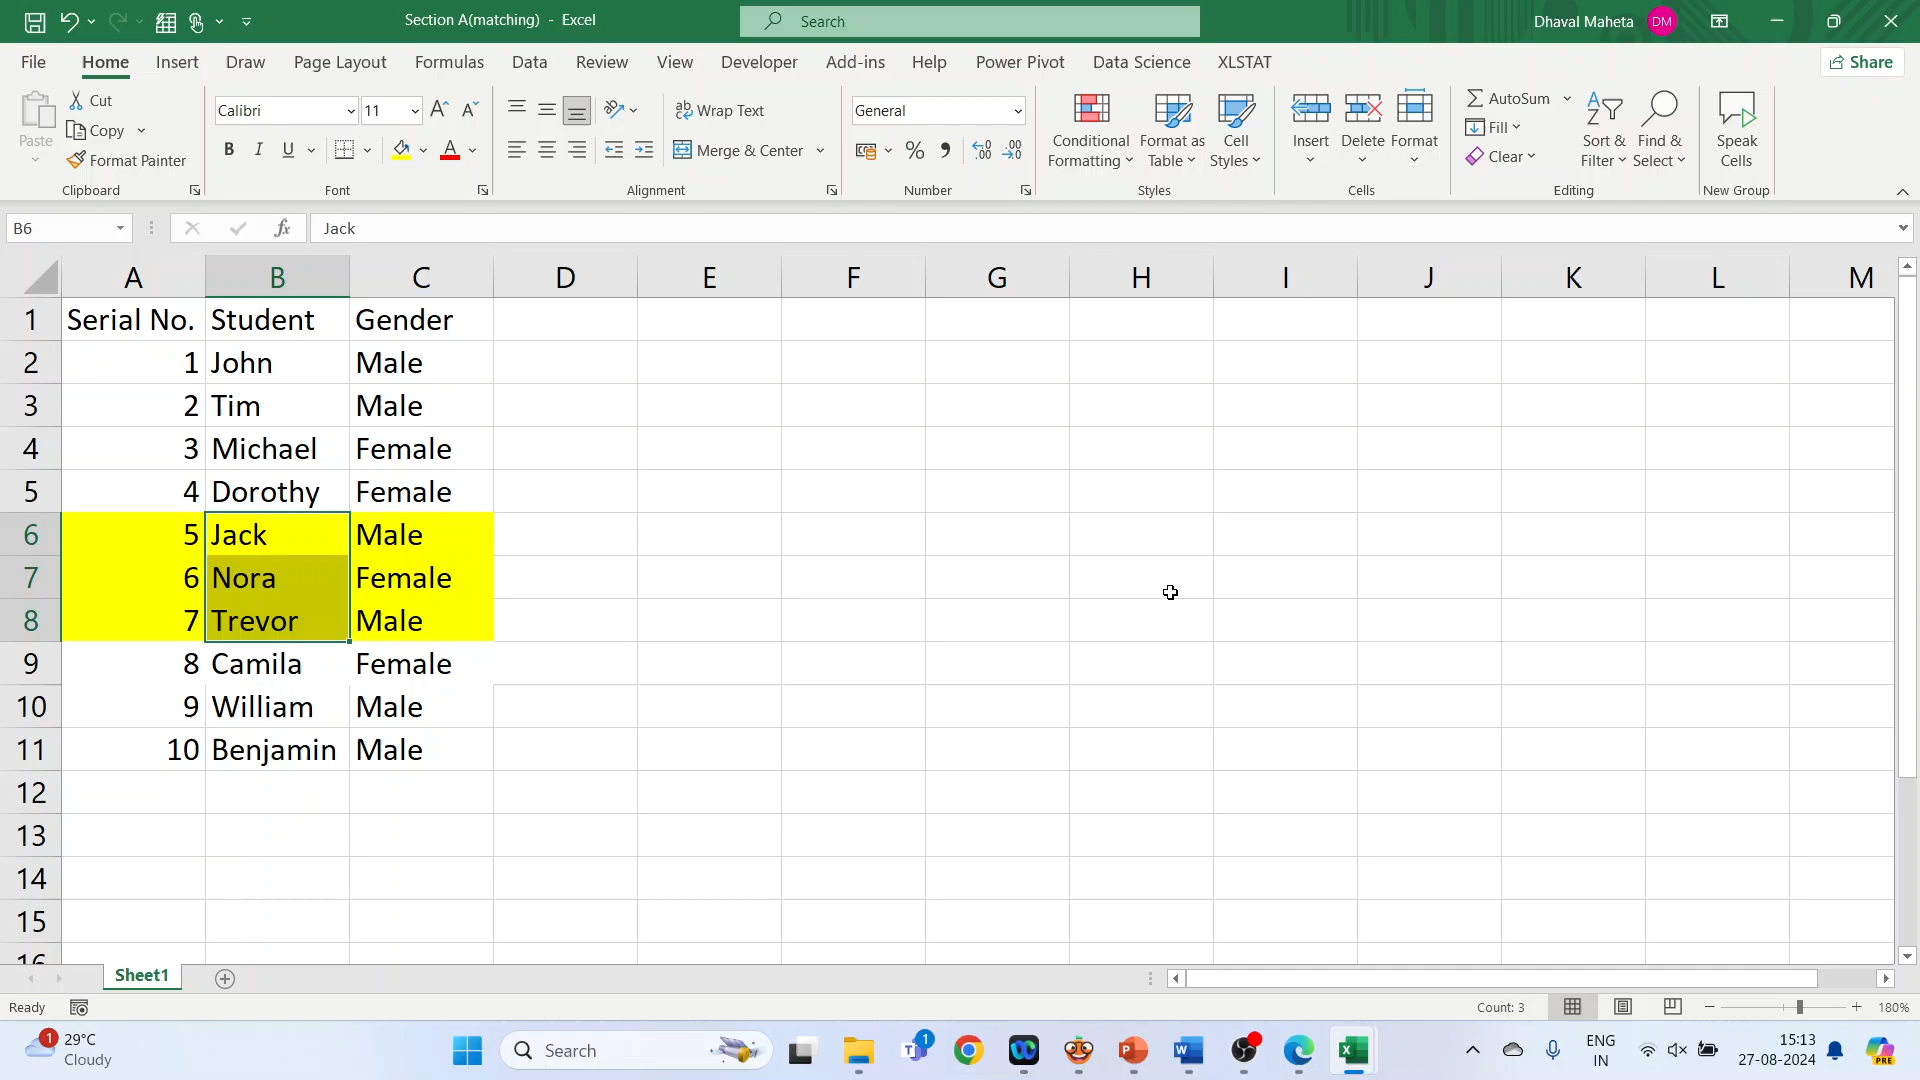 Section A(matching) - Excel
Search
Dhaval Maheta
DM
File Home Insert Draw Page Layout Formulas Data Review View Developer Add-ins Help Power Pivot Data Science XLSTAT
Share
Paste
Cut
Copy
Format Painter
Clipboard
Calibri 11
B I U
Font
Wrap Text
Merge & Center
Alignment
General
Number
Conditional Formatting
Format as Table
Cell Styles
Styles
Insert
Delete
Format
Cells
AutoSum
Fill
Clear
Sort & Filter
Find & Select
Editing
Speak Cells
New Group
B6
fx
Jack
A B C D E F G H I J K L M
1 Serial No. Student Gender
2 1 John Male
3 2 Tim Male
4 3 Michael Female
5 4 Dorothy Female
6 5 Jack Male
7 6 Nora Female
8 7 Trevor Male
9 8 Camila Female
10 9 William Male
11 10 Benjamin Male
12
13
14
15
16
Sheet1
Ready
Count: 3
180%
1
29°C
Cloudy
Search
1
ENG
IN
15:13
27-08-2024
PRE